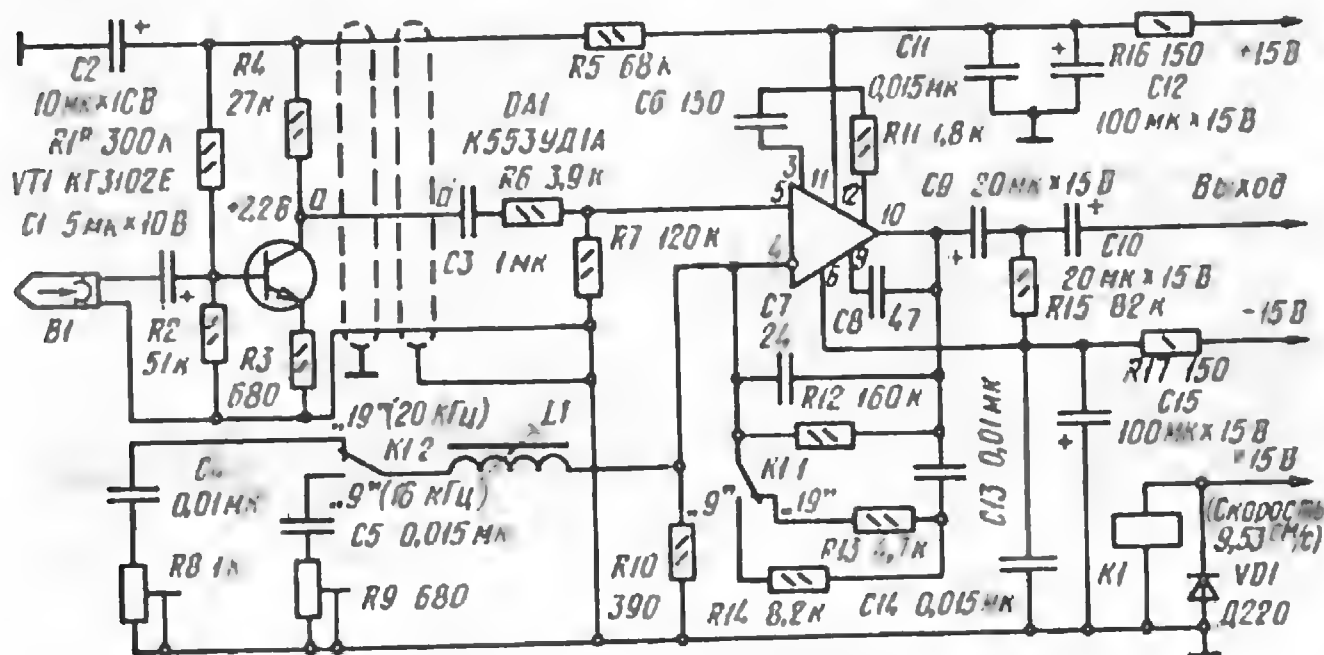 C2
10мк×10В
R4
27к
R1* 300к
VT1 КТ3102Е
C1 5мк×10В
+2,2В
B1
R2
51к
R3
680
R5 68к
DA1
К553УД1А
R6 3,9к
C3 1мк
R7 120к
C6 150
C11
0,015мк
R11 1,8к
R16 150
+15В
C12
100мк×15В
3
5
11
12
10
4
6
9
C9 20мк×15В
Выход
C10
20мк×15В
R15 82к
C7
24
C8 47
-15В
R17 150
C15
100мк×15В
R12 160к
C13 0,01мк
„19" (20 кГц)
K1.2
L1
„9" (16 кГц)
0,01мк
C5 0,015мк
R8 1к
R9 680
R10
390
K1.1
„9"
„19"
R13
R14 8,2к
C14 0,015мк
15В
(Скорость
9,53 см/с)
K1
VD1
Д220